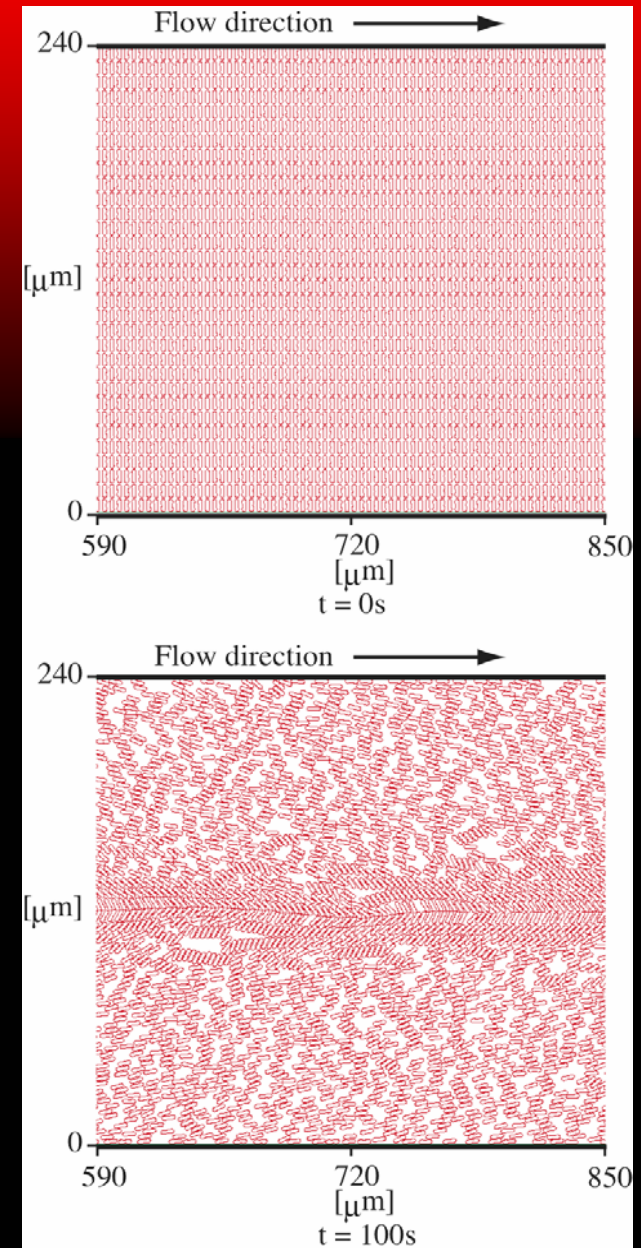 Flow direction
240
[μm]
0
590 720 850
[μm]
t = 0s
Flow direction
240
[μm]
0
590 720 850
[μm]
t = 100s